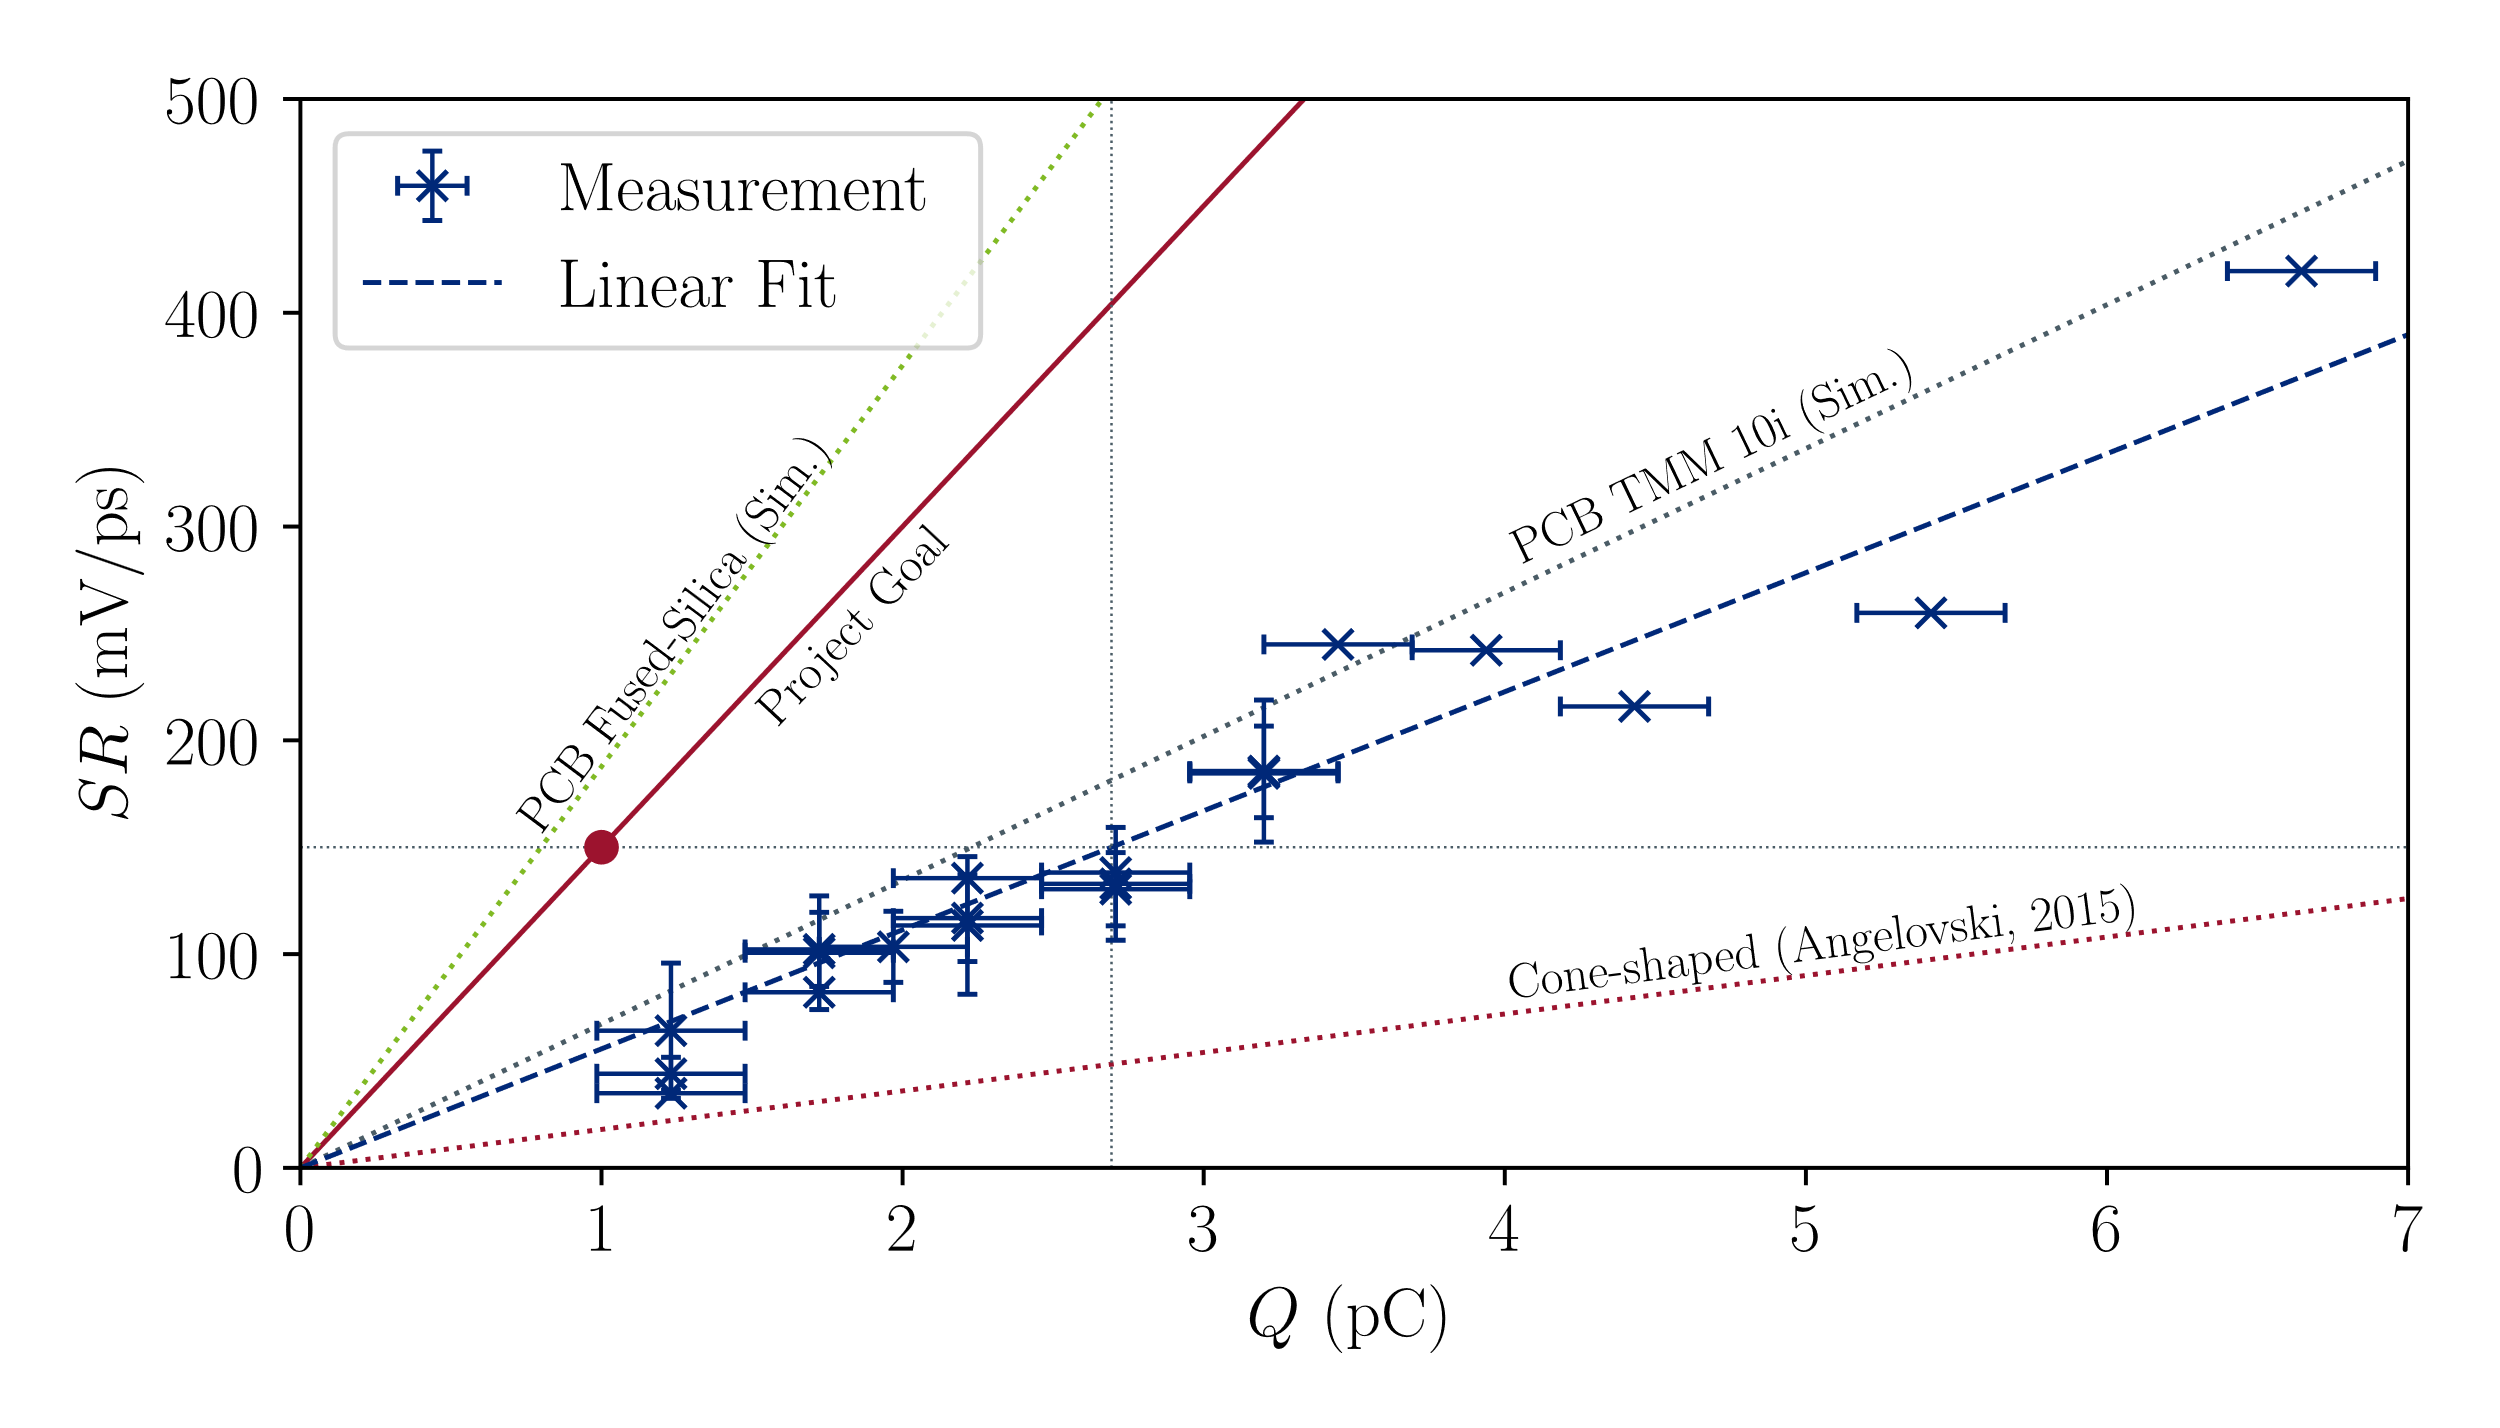 500
400
300
200
100
0
SR (mV/ps)
Measurement
Linear Fit
PCB Fused-Silica (Sim.)
Project Goal
PCB TMM 10i (Sim.)
Cone-shaped (Angelovski, 2015)
0 1 2 3 4 5 6 7
Q (pC)